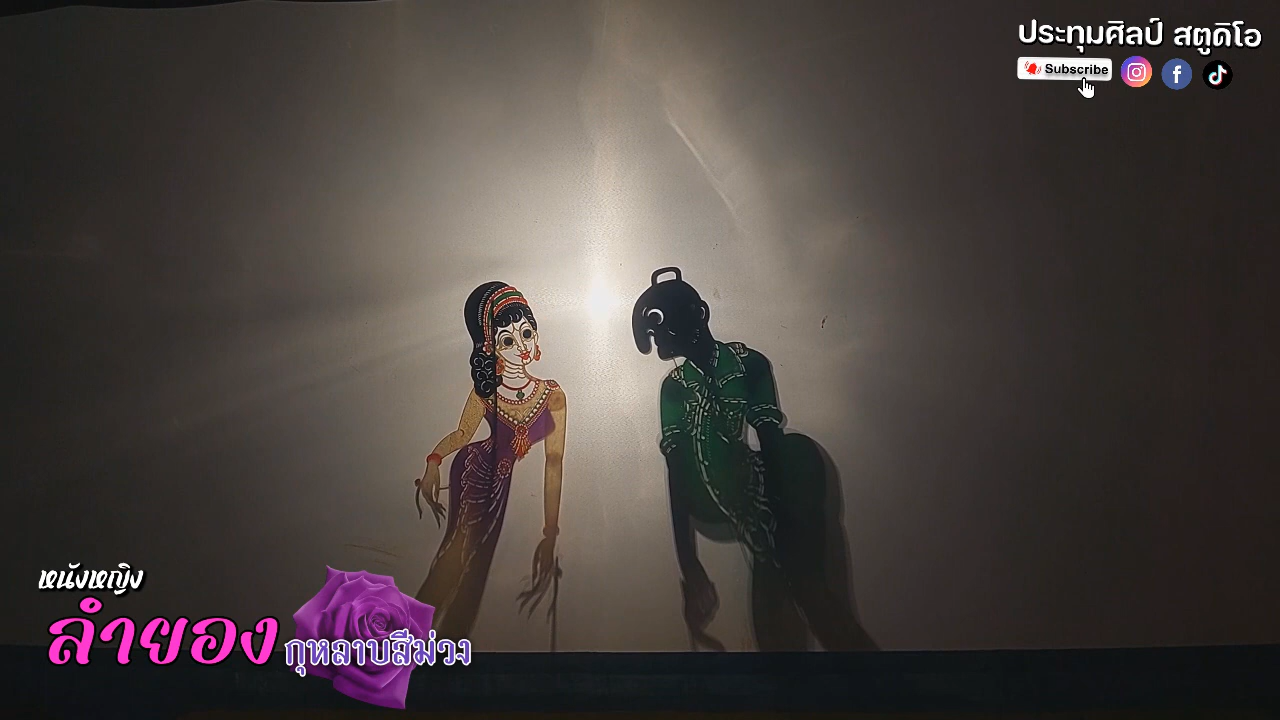 ประทุมศิลป์ สตูดิโอ
Subscribe
หนังหญิง
ลำยอง
กุหลาบสีม่วง